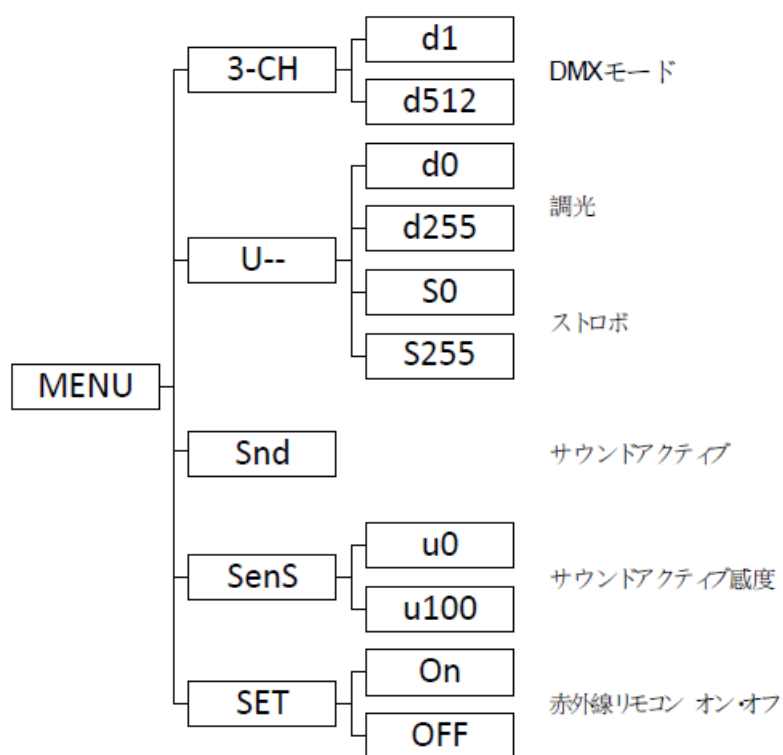 3-CH
d1
d512
DMXモード
U--
d0
d255
調光
S0
S255
ストロボ
MENU
Snd
サウンドアクティブ
SenS
u0
u100
サウンドアクティブ感度
SET
On
OFF
赤外線リモコン オン・オフ